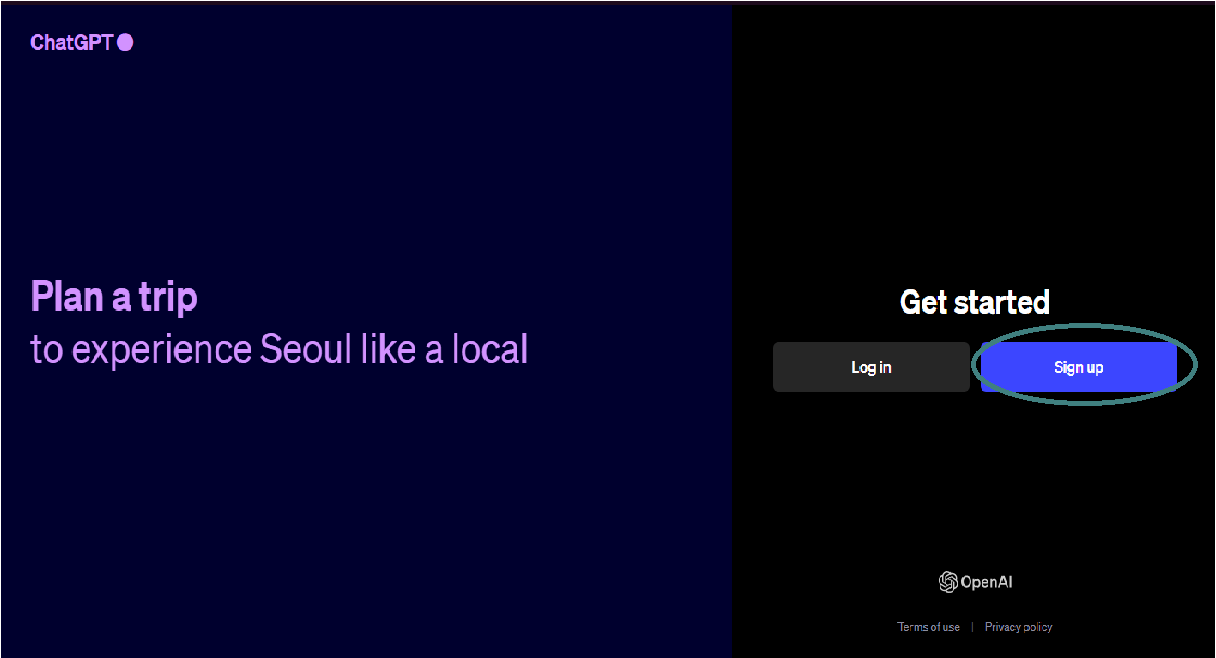 ChatGPT
Plan a trip
to experience Seoul like a local
Get started
Log in
Sign up
OpenAI
Terms of use | Privacy policy